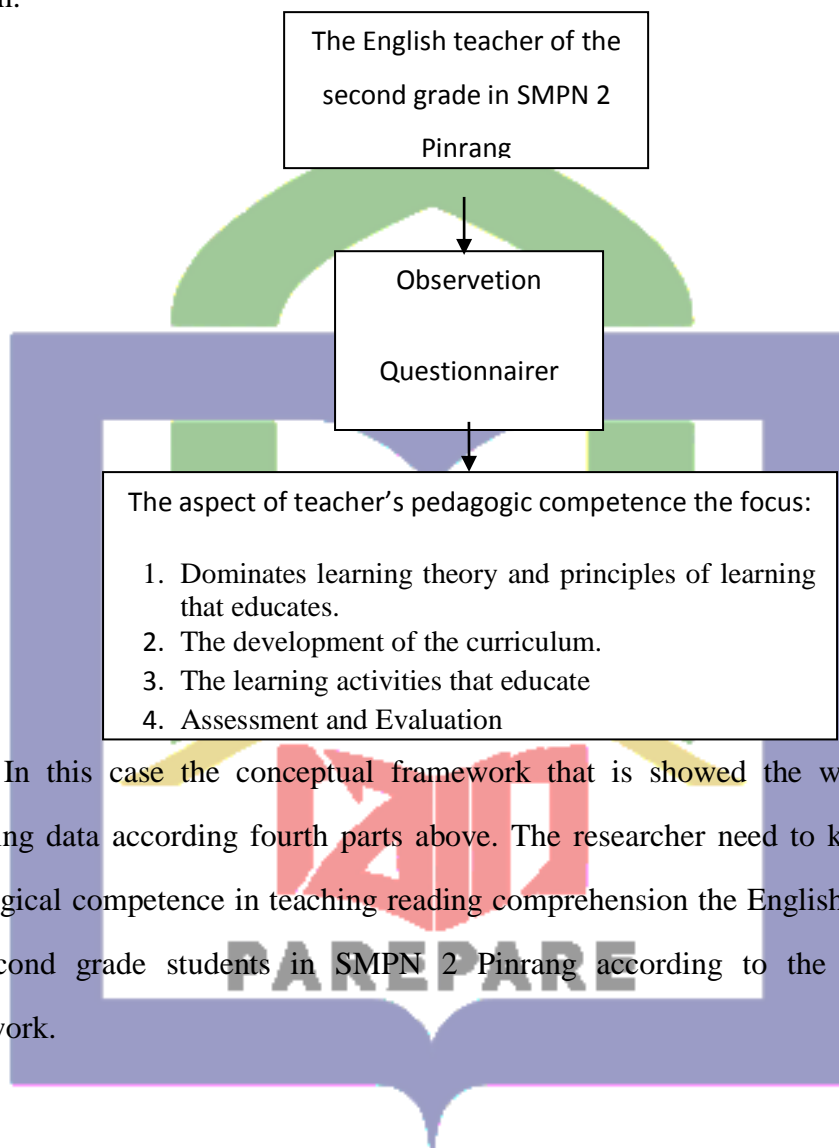 The English teacher of the
second grade in SMPN 2
Pinrang
Observetion
Questionnairer
The aspect of teacher’s pedagogic competence the focus:
1. Dominates learning theory and principles of learning
that educates.
2. The development of the curriculum.
3. The learning activities that educate
4. Assessment and Evaluation
In this case the conceptual framework that is showed the
data according fourth parts above. The researcher need to
competence in teaching reading comprehension the English
grade students in SMPN 2 Pinrang according to the
PAREPARE